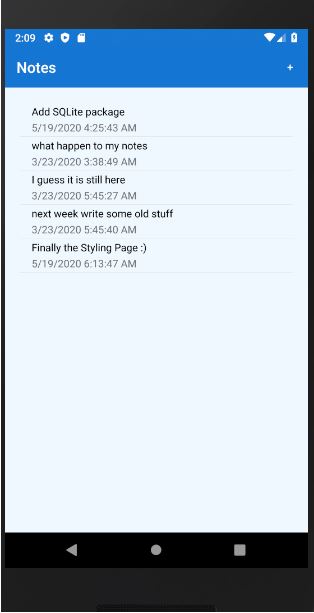 2:09
Notes +
Add SQLite package
5/19/2020 4:25:43 AM
what happen to my notes
3/23/2020 3:38:49 AM
I guess it is still here
3/23/2020 5:45:27 AM
next week write some old stuff
3/23/2020 5:45:40 AM
Finally the Styling Page :)
5/19/2020 6:13:47 AM